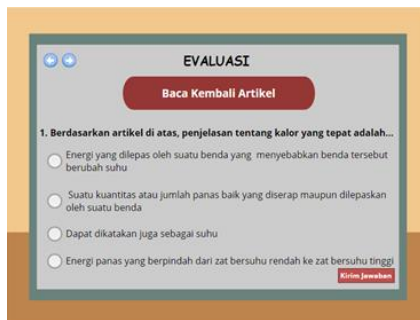 EVALUASI
Baca Kembali Artikel
1. Berdasarkan artikel di atas, penjelasan tentang kalor yang tepat adalah...
Energi yang dilepas oleh suatu benda yang menyebabkan benda tersebut
berubah suhu
Suatu kuantitas atau jumlah panas baik yang diserap maupun dilepaskan
oleh suatu benda
Dapat dikatakan juga sebagai suhu
Energi panas yang berpindah dari zat bersuhu rendah ke zat bersuhu tinggi
Kirim Jawaban